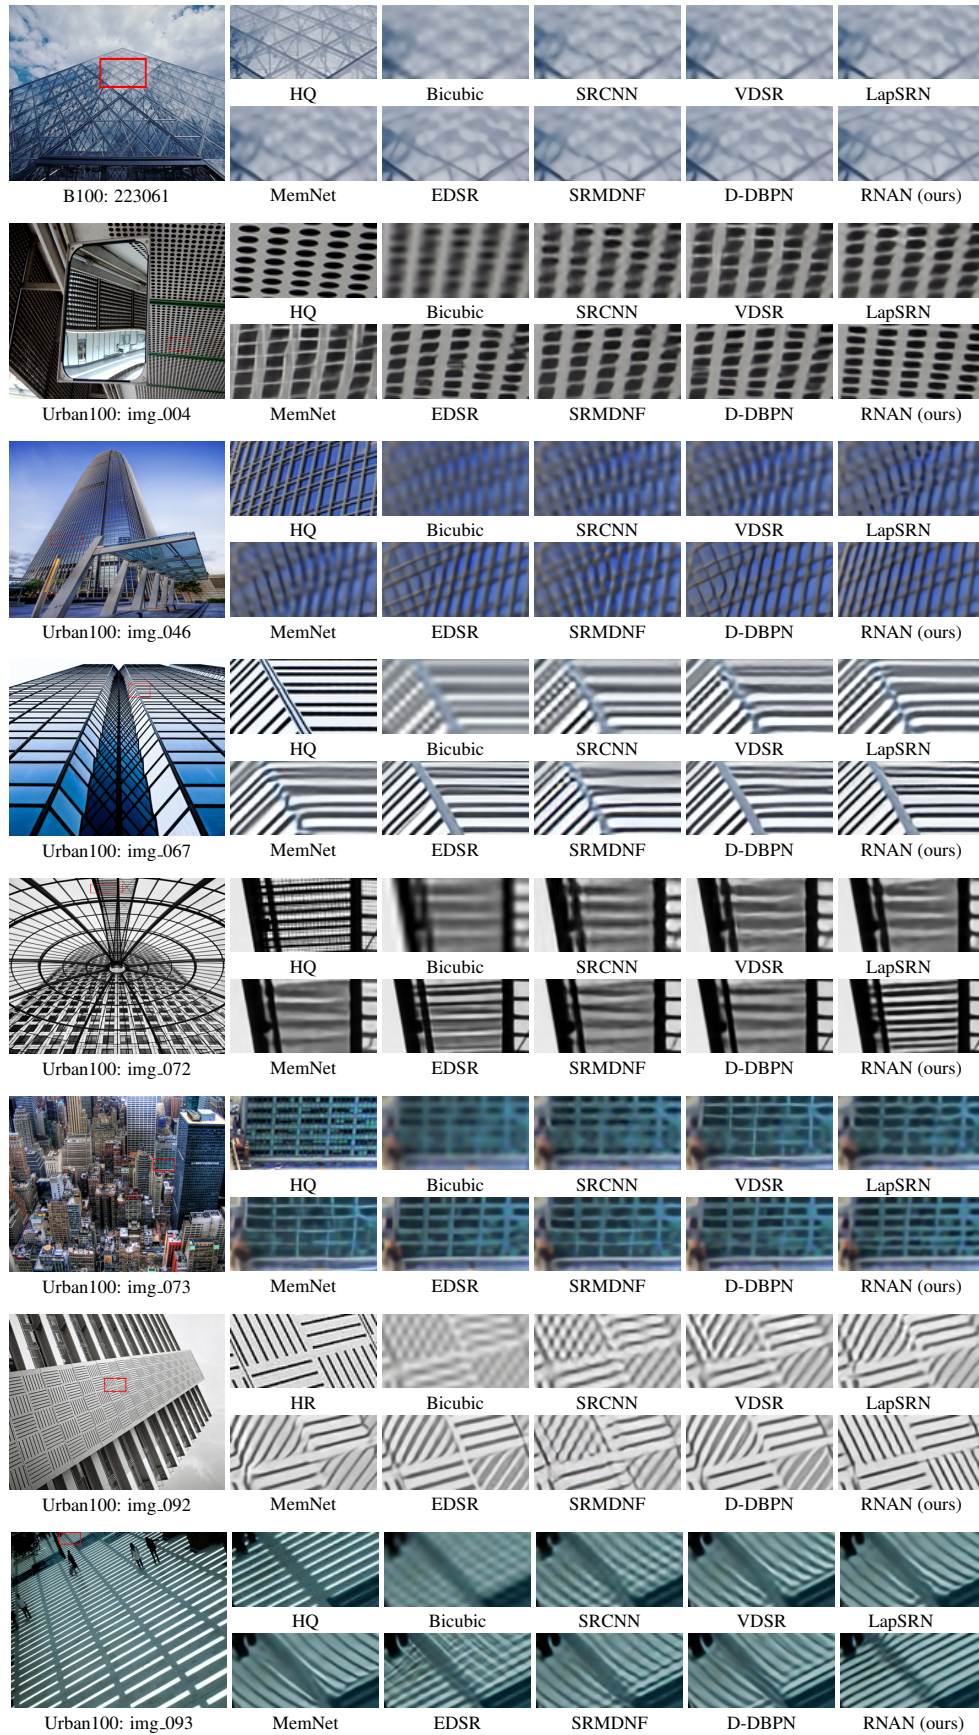 HQ Bicubic SRCNN VDSR LapSRN
B100: 223061 MemNet EDSR SRMDNF D-DBPN RNAN (ours)
HQ Bicubic SRCNN VDSR LapSRN
Urban100: img_004 MemNet EDSR SRMDNF D-DBPN RNAN (ours)
HQ Bicubic SRCNN VDSR LapSRN
Urban100: img_046 MemNet EDSR SRMDNF D-DBPN RNAN (ours)
HQ Bicubic SRCNN VDSR LapSRN
Urban100: img_067 MemNet EDSR SRMDNF D-DBPN RNAN (ours)
HQ Bicubic SRCNN VDSR LapSRN
Urban100: img_072 MemNet EDSR SRMDNF D-DBPN RNAN (ours)
HQ Bicubic SRCNN VDSR LapSRN
Urban100: img_073 MemNet EDSR SRMDNF D-DBPN RNAN (ours)
HR Bicubic SRCNN VDSR LapSRN
Urban100: img_092 MemNet EDSR SRMDNF D-DBPN RNAN (ours)
HQ Bicubic SRCNN VDSR LapSRN
Urban100: img_093 MemNet EDSR SRMDNF D-DBPN RNAN (ours)